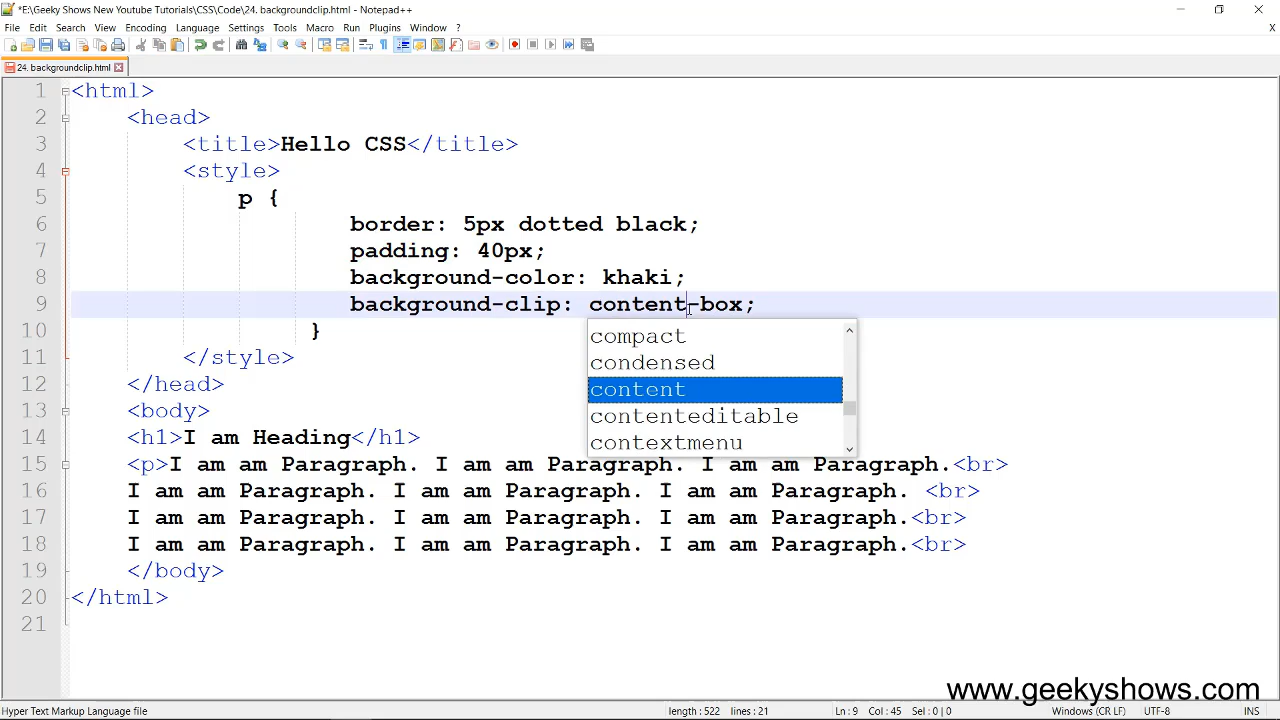 *E:\Geeky Shows New Youtube Tutorials\CSS\Code\24. backgroundclip.html - Notepad++
File Edit Search View Encoding Language Settings Tools Macro Run Plugins Window ? X
24. backgroundclip.html
1 <html>
2 <head>
3 <title>Hello CSS</title>
4 <style>
5 p {
6 border: 5px dotted black;
7 padding: 40px;
8 background-color: khaki;
9 background-clip: content-box;
compact
10 }
condensed
11 </style>
content
12 </head>
contenteditable
13 <body>
contextmenu
14 <h1>I am Heading</h1>
15 <p>I am am Paragraph. I am am Paragraph. I am am Paragraph.<br>
16 I am am Paragraph. I am am Paragraph. I am am Paragraph. <br>
17 I am am Paragraph. I am am Paragraph. I am am Paragraph.<br>
18 I am am Paragraph. I am am Paragraph. I am am Paragraph.<br>
19 </body>
20 </html>
21
www.geekyshows.com
Hyper Text Markup Language file length : 522 lines : 21 Ln : 9 Col : 45 Sel : 0 | 0 Windows (CR LF) UTF-8 INS